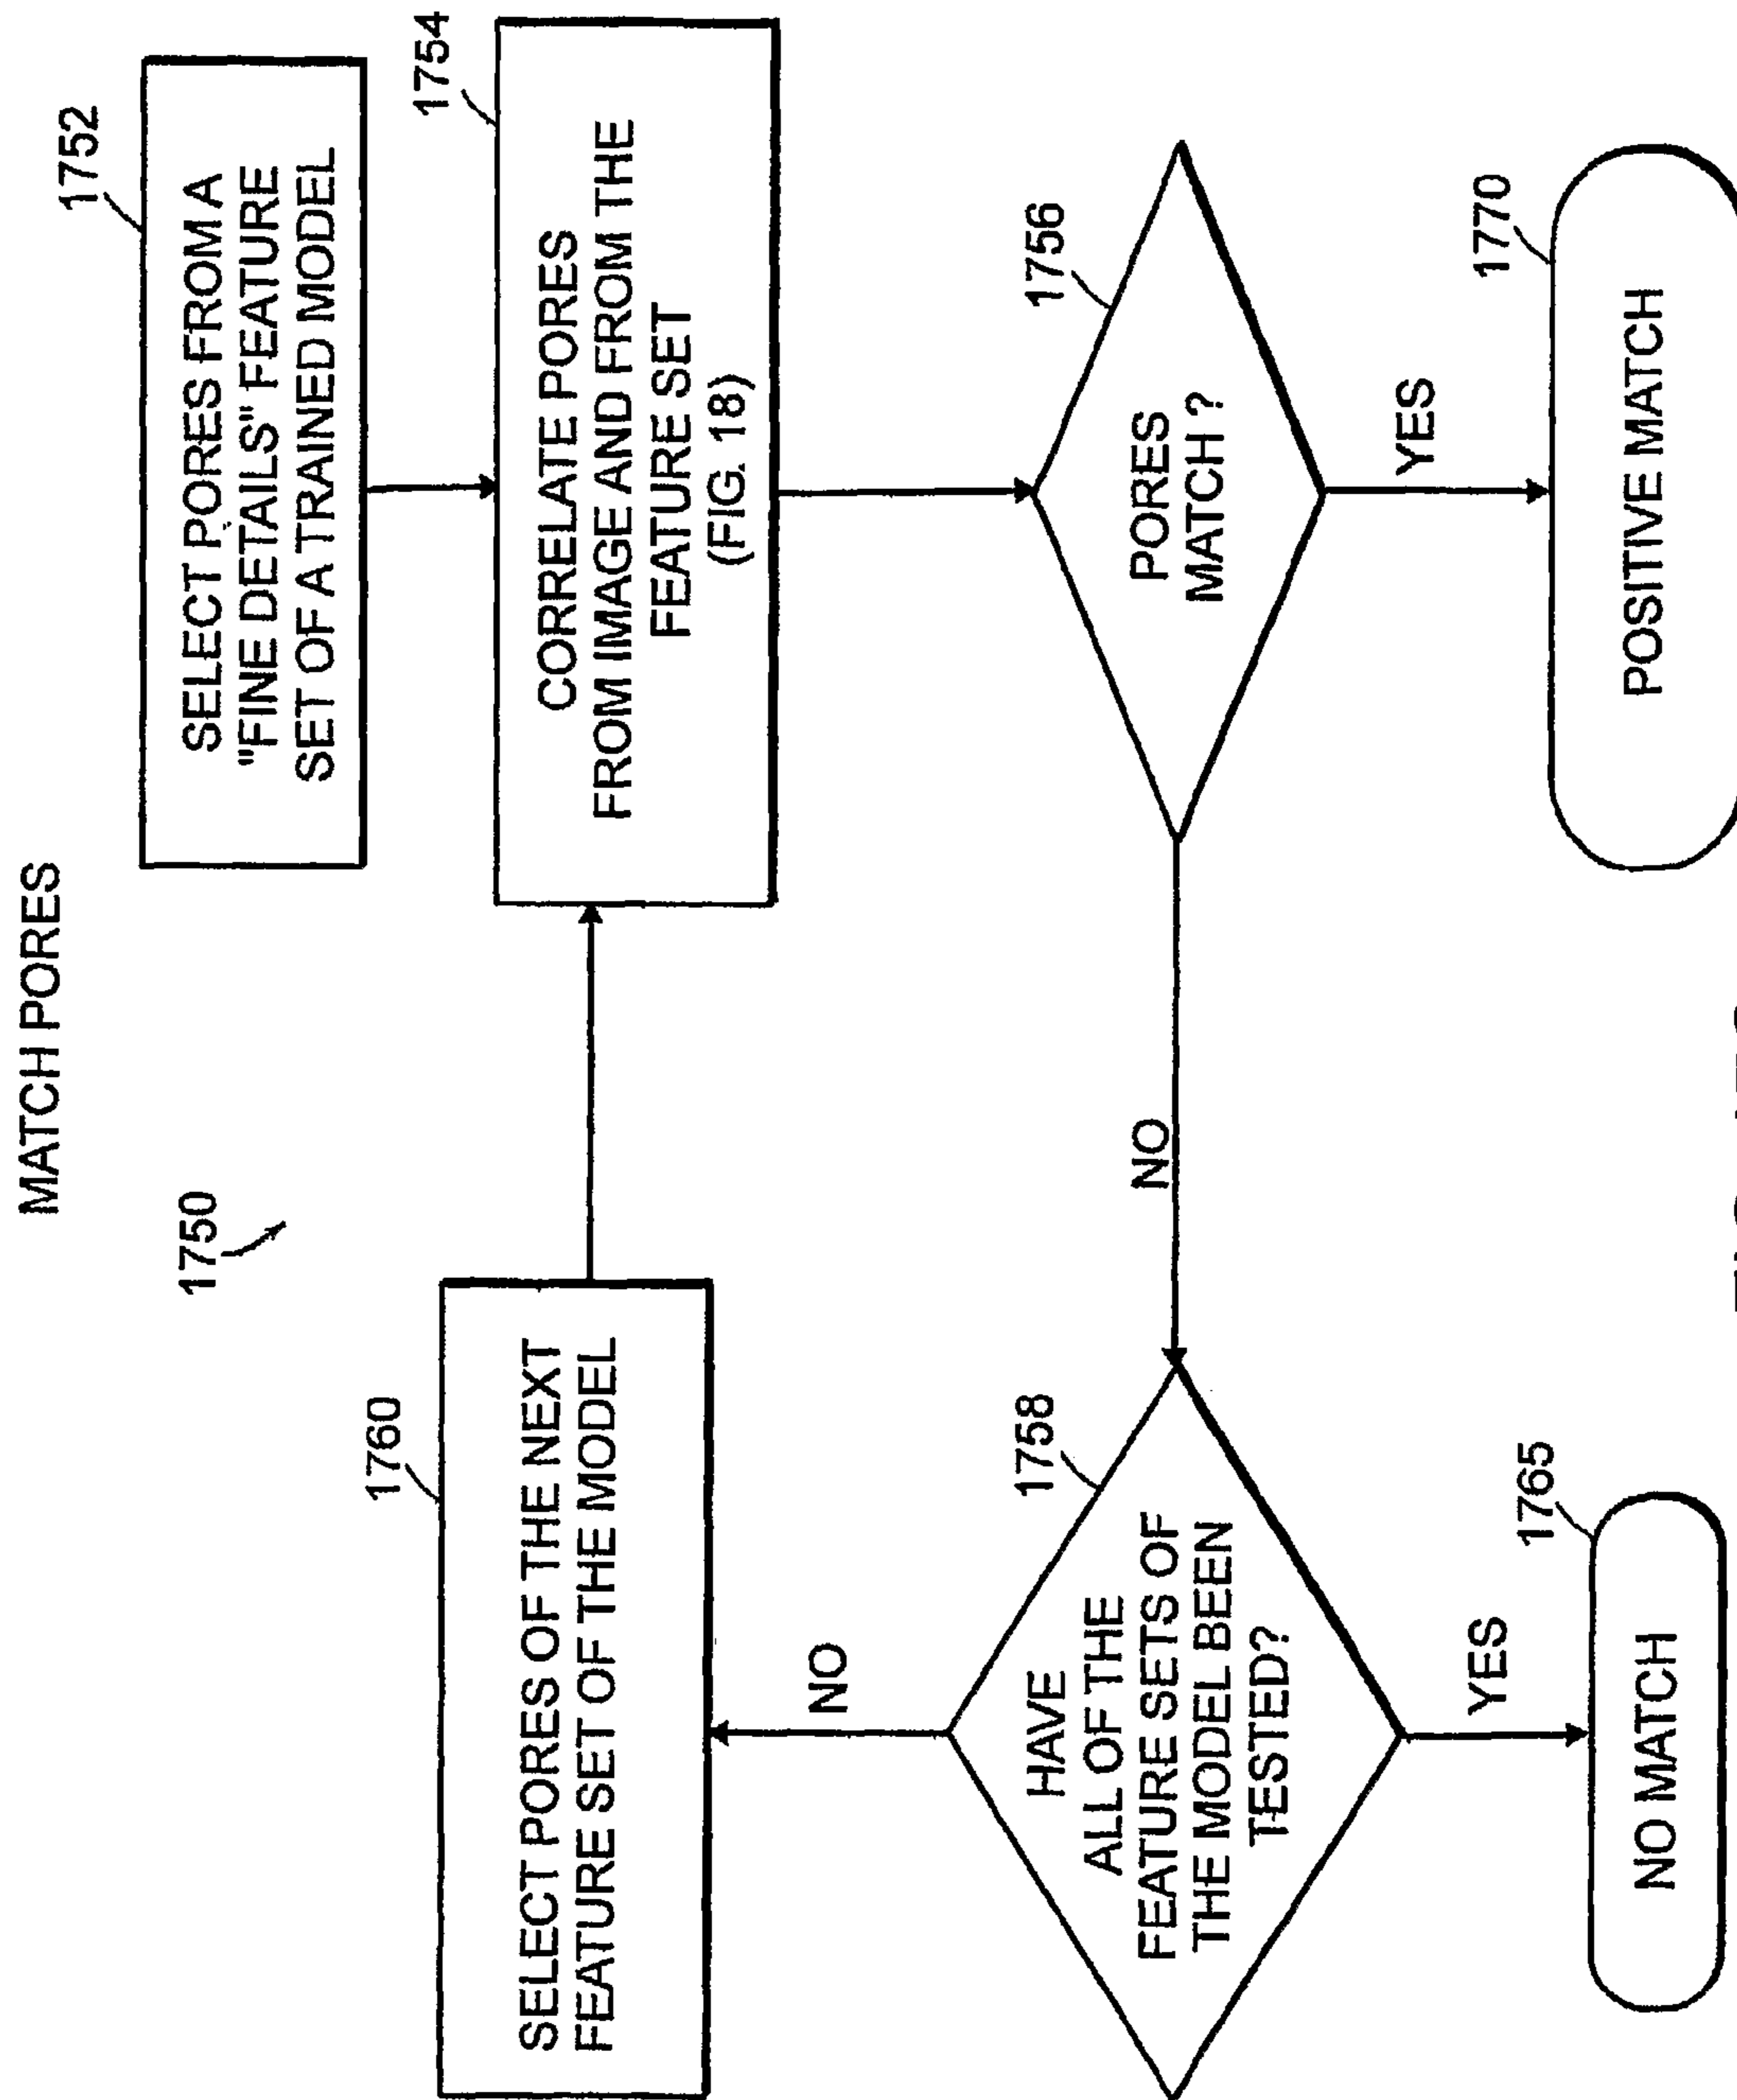 MATCH PORES
1750
1752
SELECT PORES FROM A
"FINE DETAILS" FEATURE
SET OF A TRAINED MODEL
1754
CORRELATE PORES
FROM IMAGE AND FROM THE
FEATURE SET
(FIG. 18)
1760
SELECT PORES OF THE NEXT
FEATURE SET OF THE MODEL
1756
PORES
MATCH ?
NO
YES
1758
HAVE
ALL OF THE
FEATURE SETS OF
THE MODEL BEEN
TESTED?
NO
YES
1765
NO MATCH
1770
POSITIVE MATCH